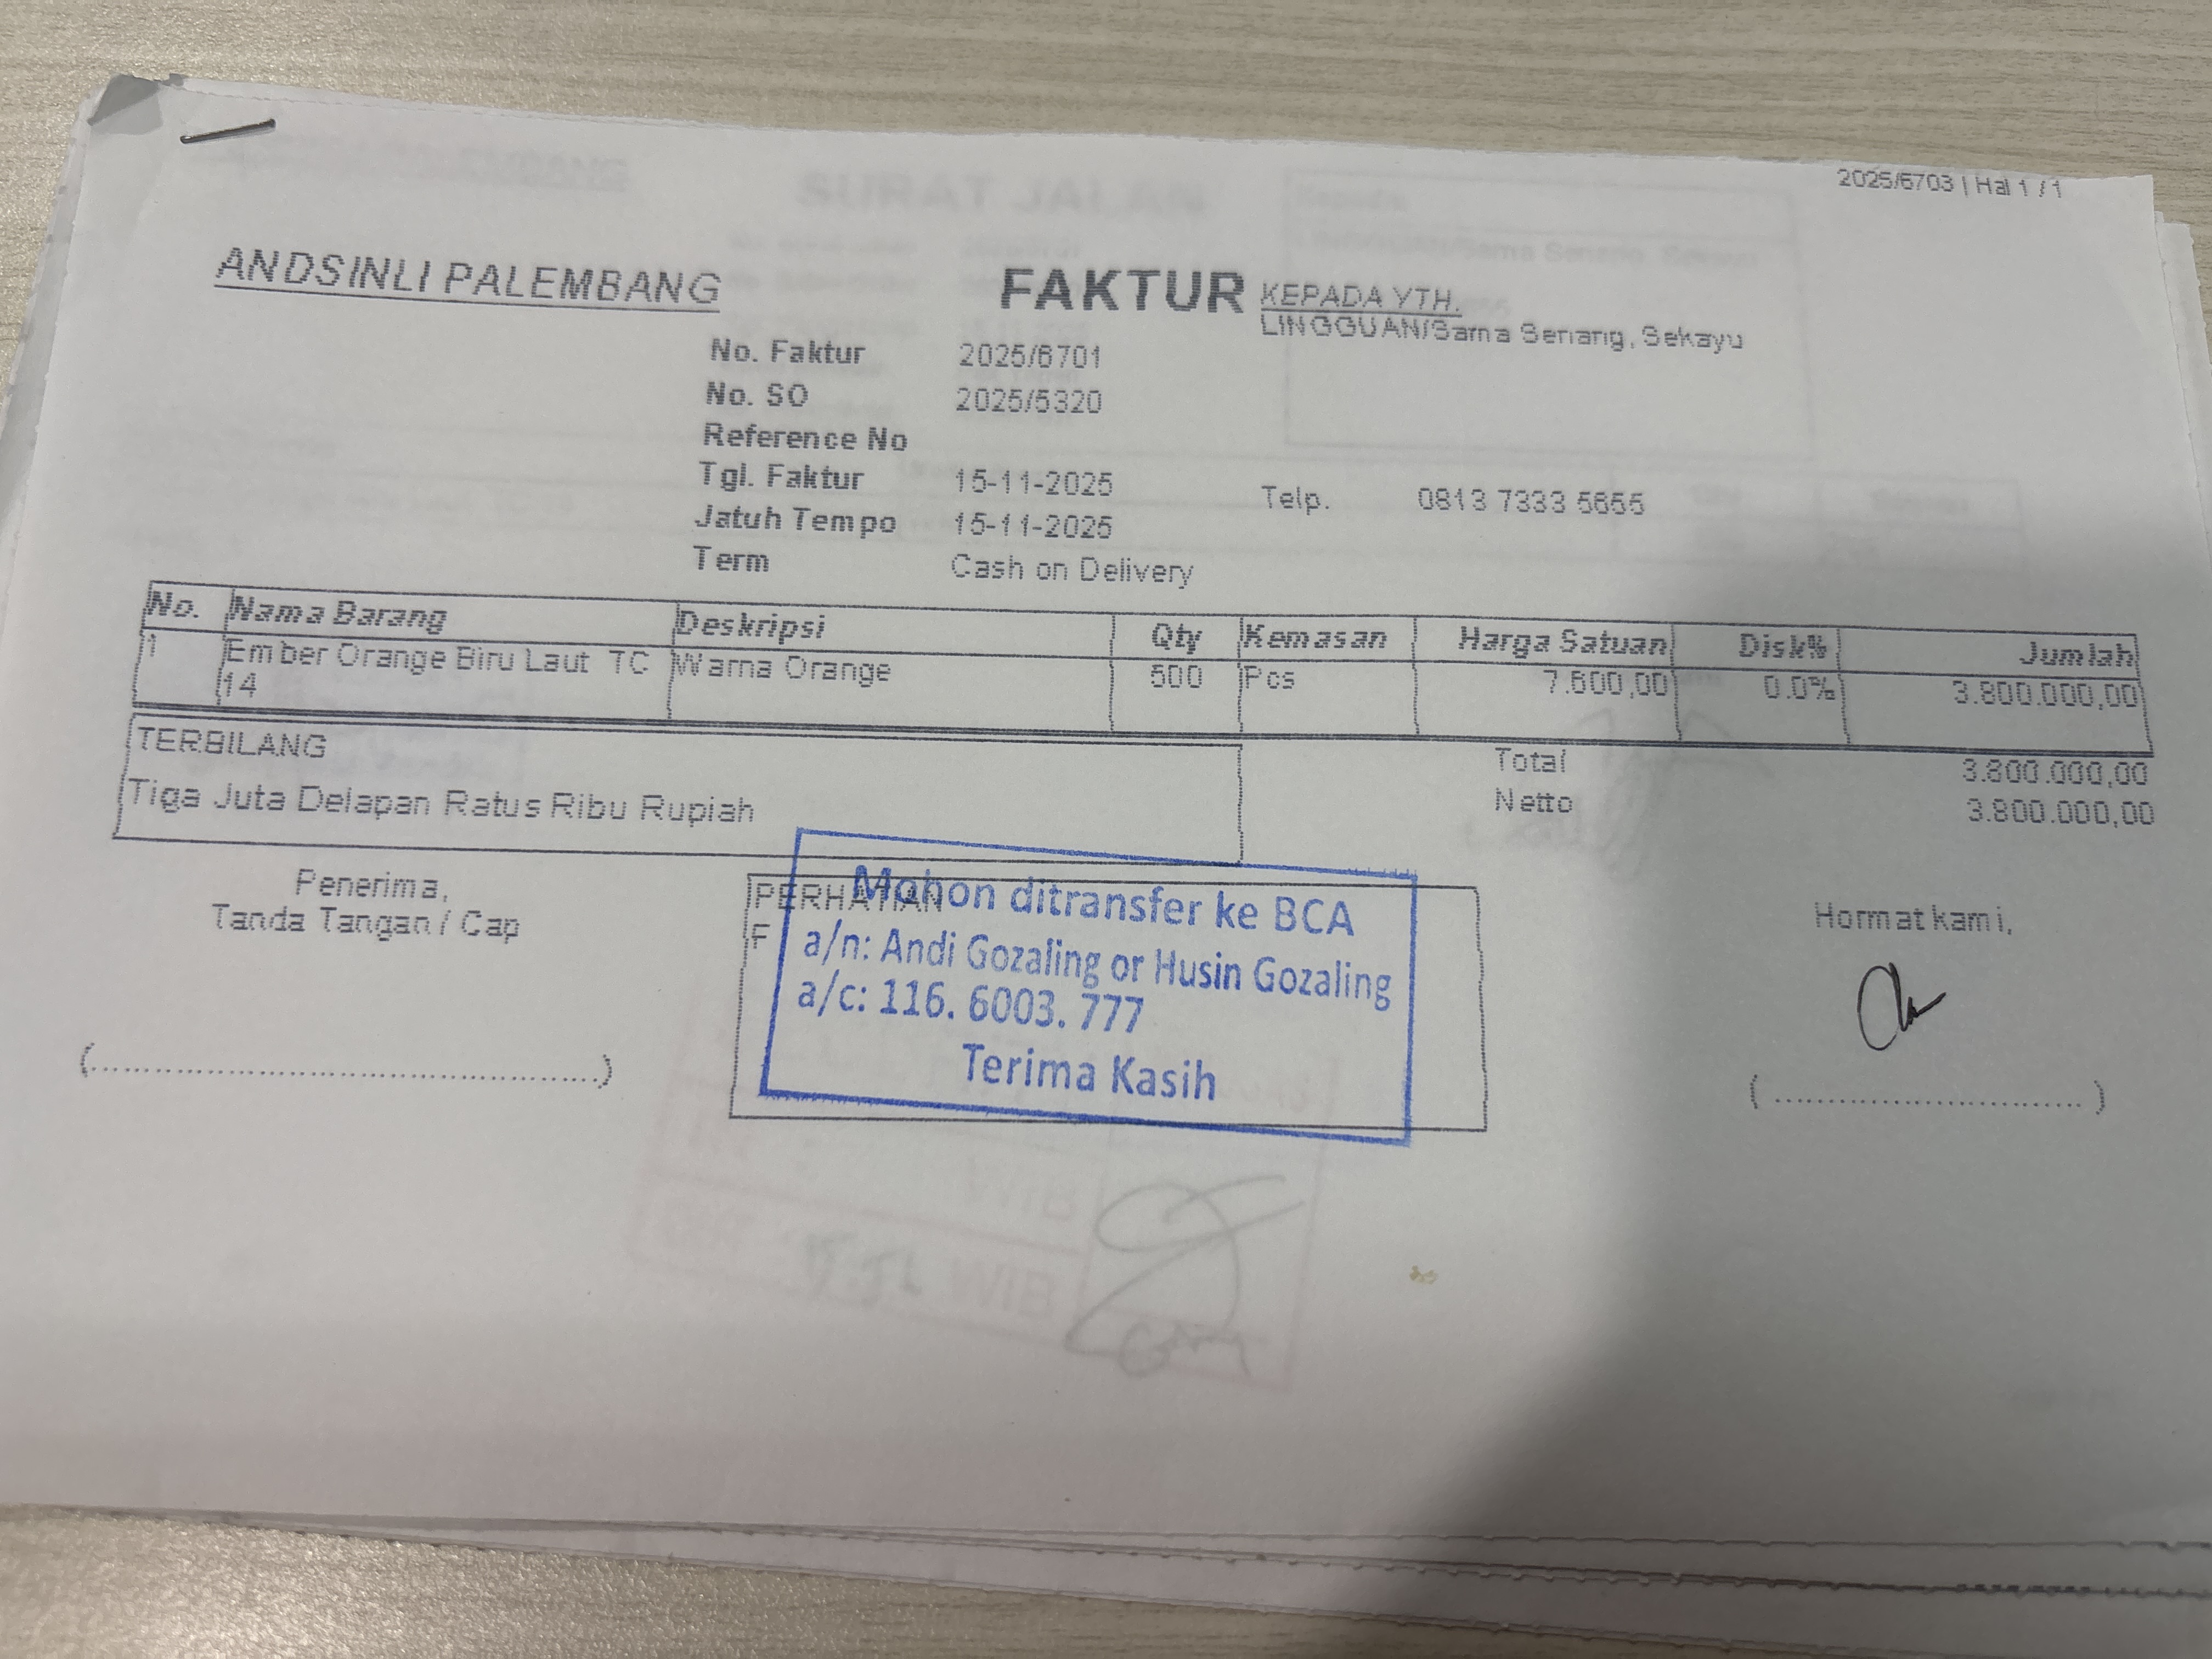 2025/6703 | Hal 1 / 1
ANDSINLI PALEMBANG
FAKTUR
KEPADA YTH.
LINGGUAN/Sama Senang, Sekayu
No. Faktur 2025/6701
No. SO 2025/5320
Reference No
Tgl. Faktur 15-11-2025
Telp. 0813 7333 5655
Jatuh Tempo 15-11-2025
Term Cash on Delivery
No. Nama Barang Deskripsi Qty Kemasan Harga Satuan Disk% Jumlah
1 Ember Orange Biru Laut TC Warna Orange 500 Pcs 7.600,00 0.0% 3.800.000,00
14
TERBILANG
Tiga Juta Delapan Ratus Ribu Rupiah
Total 3.800.000,00
Netto 3.800.000,00
Penerima,
Tanda Tangan / Cap
PERHATIAN
F
Mohon ditransfer ke BCA
a/n: Andi Gozaling or Husin Gozaling
a/c: 116. 6003. 777
Terima Kasih
Hormat kami,
(..........................................................)
( ................................ )
SURAT JALAN
WIB
WIB